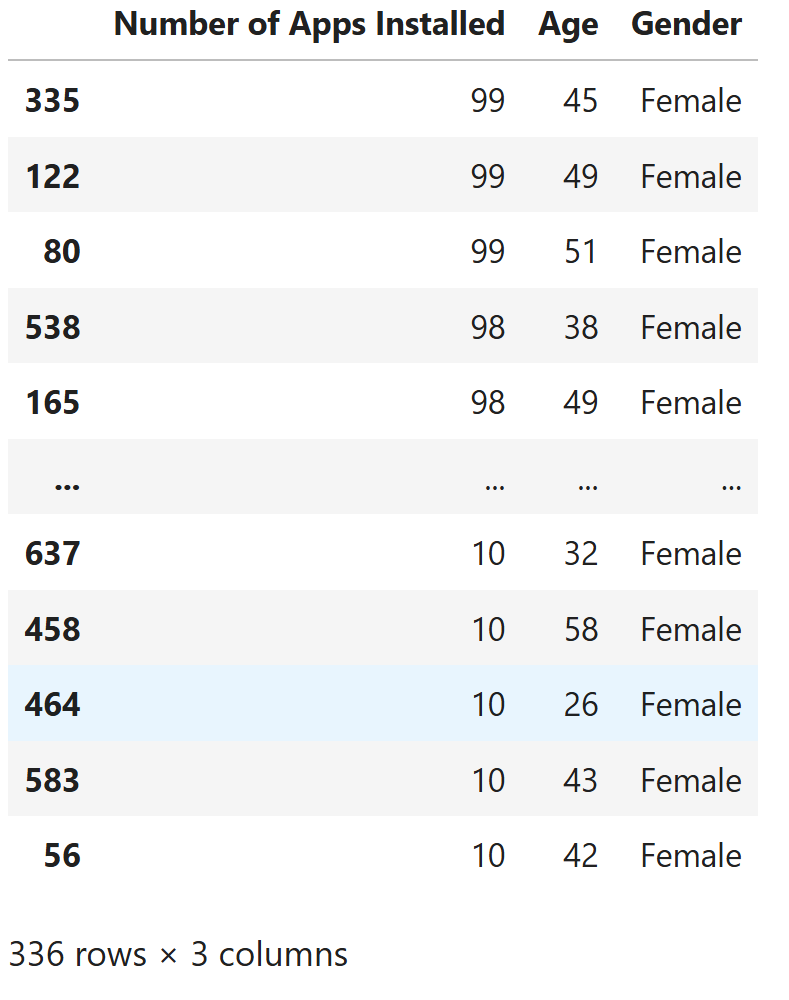 Number of Apps Installed Age Gender
335 99 45 Female
122 99 49 Female
80 99 51 Female
538 98 38 Female
165 98 49 Female
... ... ... ...
637 10 32 Female
458 10 58 Female
464 10 26 Female
583 10 43 Female
56 10 42 Female
336 rows × 3 columns